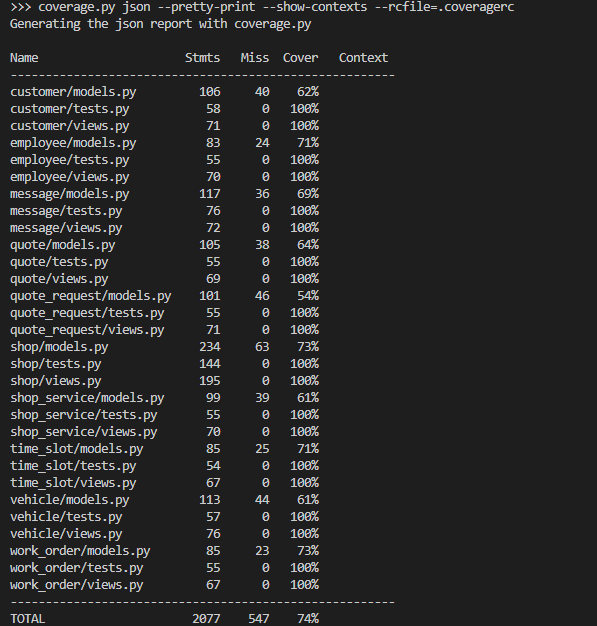 >>> coverage.py json --pretty-print --show-contexts --rcfile=.coveragerc
Generating the json report with coverage.py
Name Stmts Miss Cover Context
-------------------------------------------------------
customer/models.py 106 40 62%
customer/tests.py 58 0 100%
customer/views.py 71 0 100%
employee/models.py 83 24 71%
employee/tests.py 55 0 100%
employee/views.py 70 0 100%
message/models.py 117 36 69%
message/tests.py 76 0 100%
message/views.py 72 0 100%
quote/models.py 105 38 64%
quote/tests.py 55 0 100%
quote/views.py 69 0 100%
quote_request/models.py 101 46 54%
quote_request/tests.py 55 0 100%
quote_request/views.py 71 0 100%
shop/models.py 234 63 73%
shop/tests.py 144 0 100%
shop/views.py 195 0 100%
shop_service/models.py 99 39 61%
shop_service/tests.py 55 0 100%
shop_service/views.py 70 0 100%
time_slot/models.py 85 25 71%
time_slot/tests.py 54 0 100%
time_slot/views.py 67 0 100%
vehicle/models.py 113 44 61%
vehicle/tests.py 57 0 100%
vehicle/views.py 76 0 100%
work_order/models.py 85 23 73%
work_order/tests.py 55 0 100%
work_order/views.py 67 0 100%
-------------------------------------------------------
TOTAL 2077 547 74%